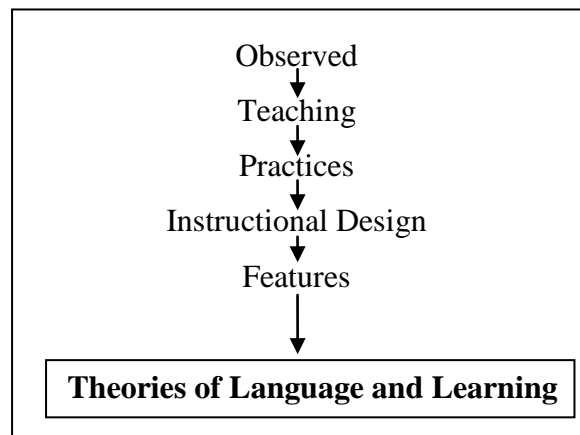 Observed
Teaching
Practices
Instructional Design
Features
Theories of Language and Learning